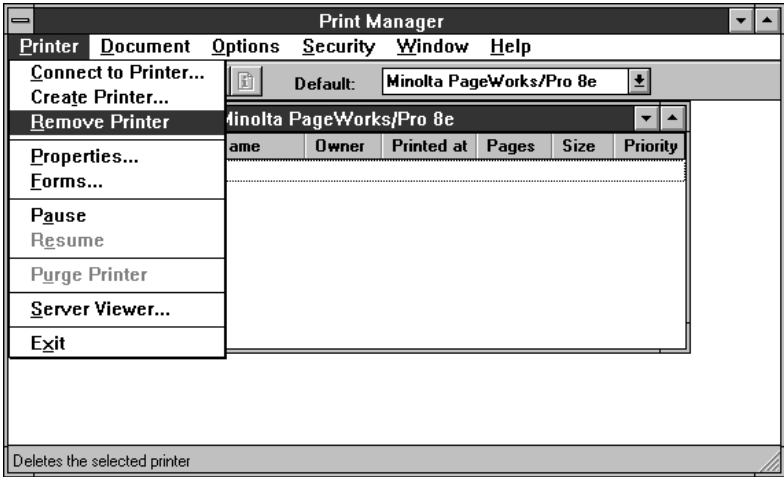 Print Manager
Printer Document Options Security Window Help
Default: Minolta PageWorks/Pro 8e
Connect to Printer...
Create Printer...
Remove Printer
Properties...
Forms...
Pause
Resume
Purge Printer
Server Viewer...
Exit
Minolta PageWorks/Pro 8e
ame Owner Printed at Pages Size Priority
Deletes the selected printer